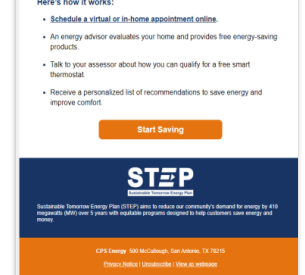 Here's how it works:
Schedule a virtual or in-home appointment online.
An energy advisor evaluates your home and provides free energy-saving
products.
Talk to your assessor about how you can qualify for a free smart
thermostat.
Receive a personalized list of recommendations to save energy and
improve comfort
Start Saving
STEP
Sustainable Tomorrow Energy Plan
Sustainable Tomorrow Energy Plan (STEP) aims to reduce our community's demand for energy by 410
megawatts (MW) over 5 years with equitable programs designed to help customers save energy and
money.
CPS Energy 500 McCullough, San Antonio, TX 78215
Privacy Notice | Unsubscribe | View as webpage